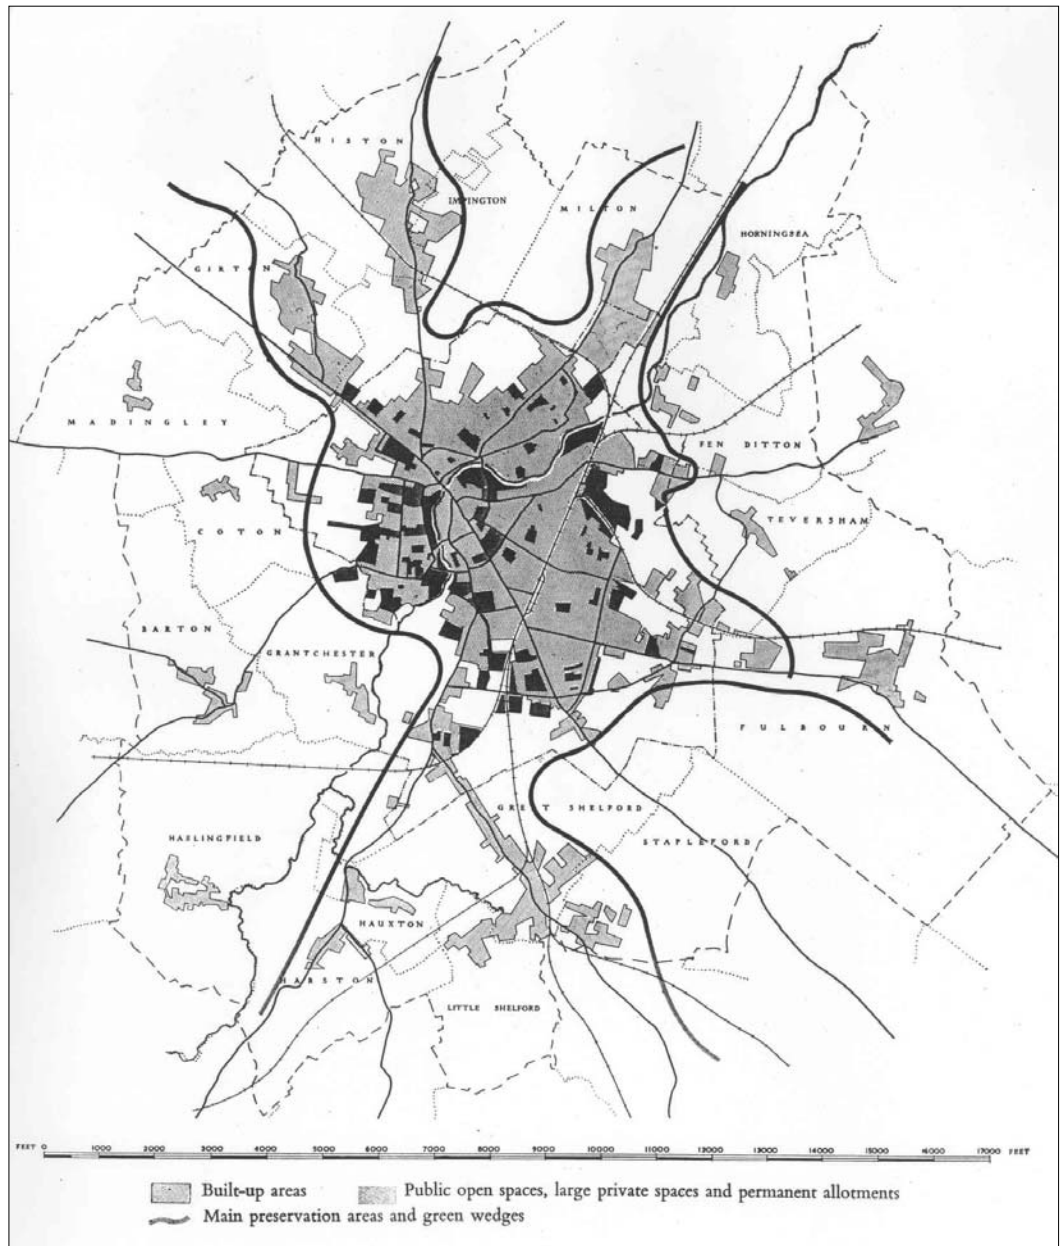 HISTON
IMPINGTON
MILTON
HORNINGSEA
GIRTON
MADINGLEY
FEN DITTON
COTON
TEVERSHAM
BARTON
GRANTCHESTER
FULBOURN
GREAT SHELFORD
STAPLEFORD
HASLINGFIELD
HAUXTON
HARSTON
LITTLE SHELFORD
FEET 0 1000 2000 3000 4000 5000 6000 7000 8000 9000 10000 11000 12000 13000 14000 15000 16000 17000 FEET
Built-up areas Public open spaces, large private spaces and permanent allotments
Main preservation areas and green wedges